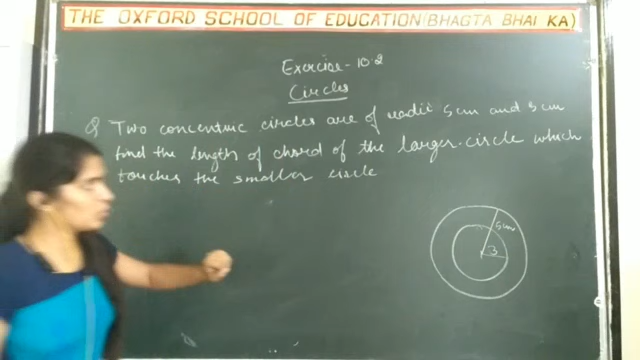 THE OXFORD SCHOOL OF EDUCATION (BHAGTA BHAI KA)
Exercise-10.2
Circles
Q Two concentric circles are of radii 5cm and 3cm
find the length of chord of the larger circle which
touches the smaller circle
5cm
3